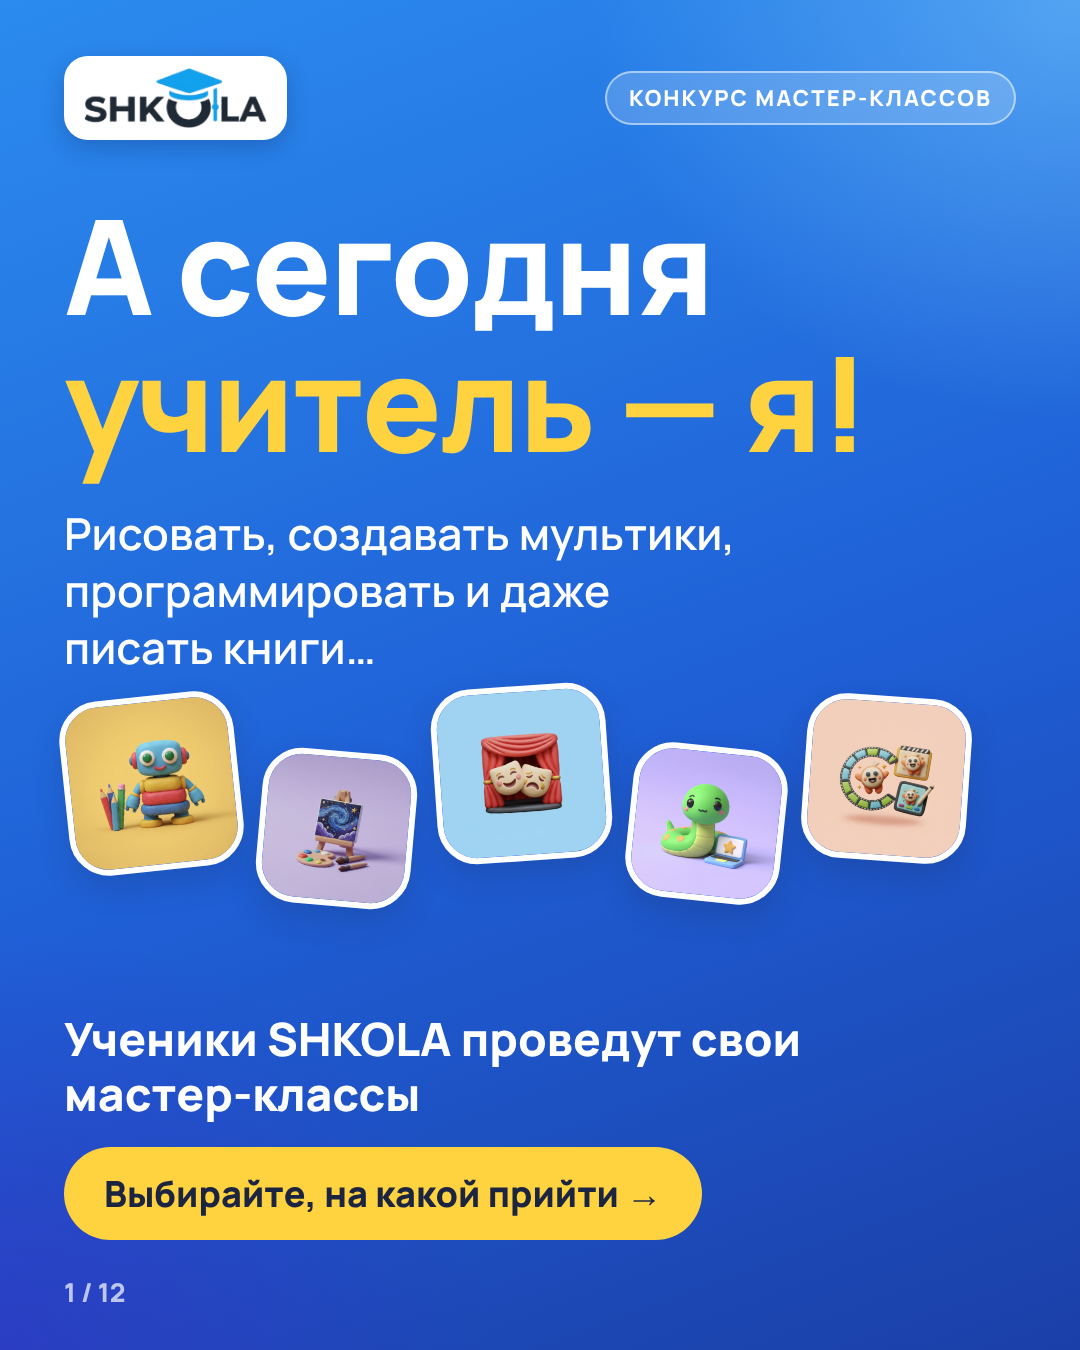 SHKOLA
КОНКУРС МАСТЕР-КЛАССОВ
А сегодня
учитель — я!
Рисовать, создавать мультики,
программировать и даже
писать книги...
Ученики SHKOLA проведут свои
мастер-классы
Выбирайте, на какой прийти →
1 / 12